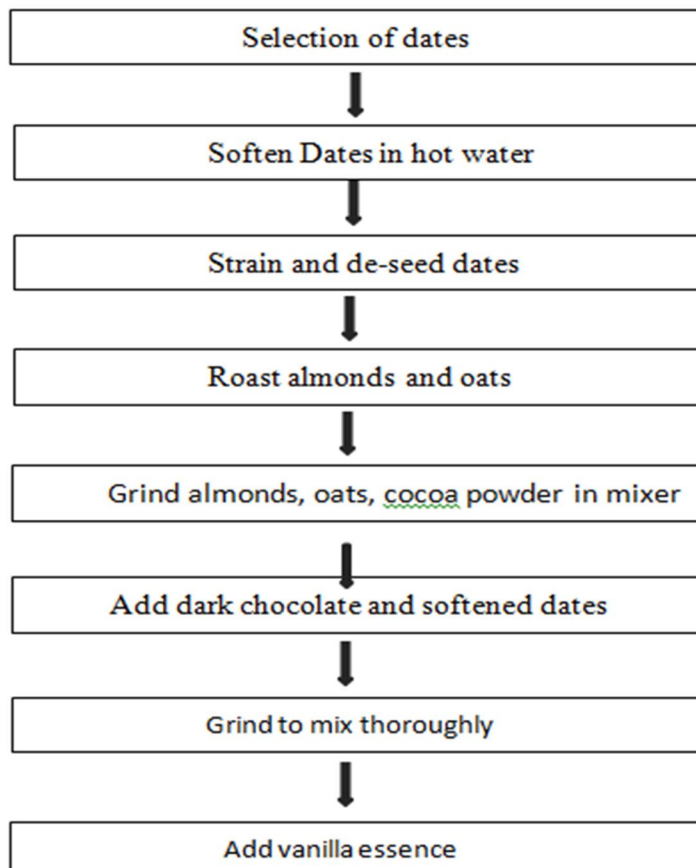 Selection of dates
Soften Dates in hot water
Strain and de-seed dates
Roast almonds and oats
Grind almonds, oats, cocoa powder in mixer
Add dark chocolate and softened dates
Grind to mix thoroughly
Add vanilla essence